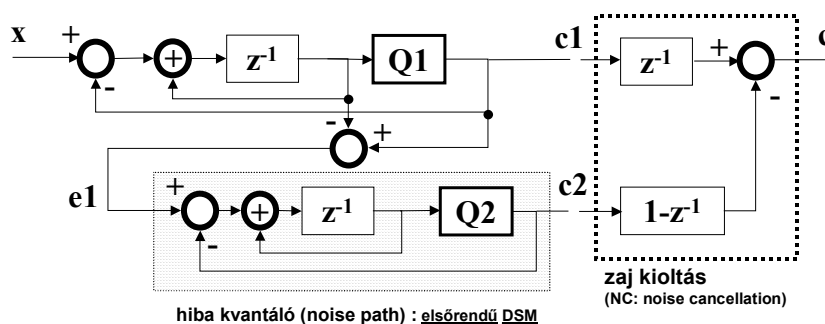 x + - + z⁻¹ Q1 c1 z⁻¹ + - c
- +
e1
+ - + z⁻¹ Q2 c2 1-z⁻¹
zaj kioltás
(NC: noise cancellation)
hiba kvantáló (noise path) : elsőrendű DSM